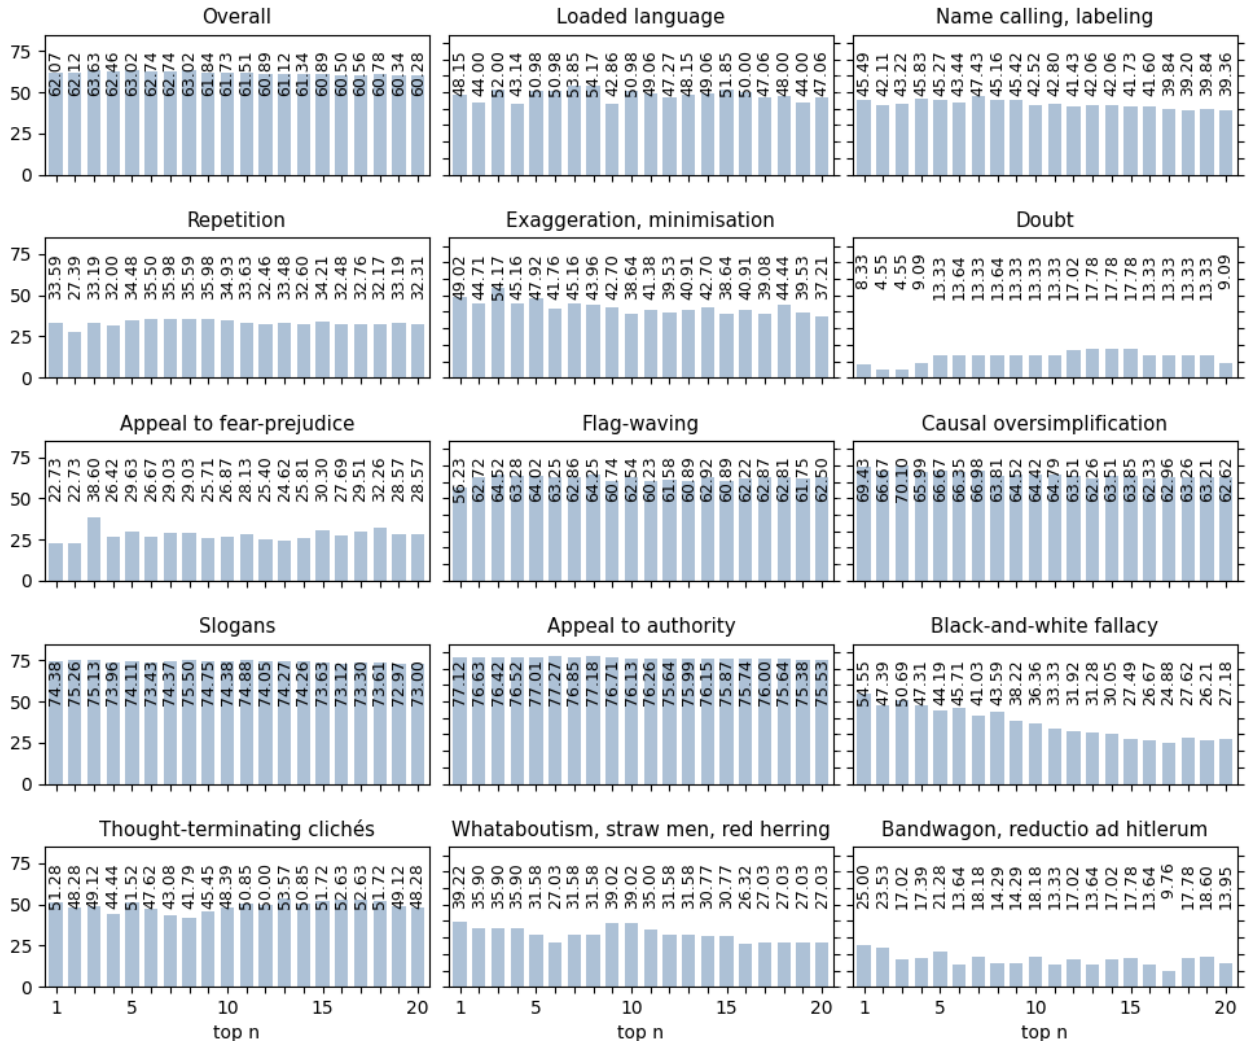 Overall Loaded language Name calling, labeling
75
50
25
0
62.07 62.12 63.63 62.46 63.02 62.74 62.74 63.02 61.84 61.73 61.51 60.89 61.12 61.34 60.89 60.50 60.56 60.78 60.34 60.28
48.15 44.00 52.00 43.14 50.98 50.98 53.85 54.17 42.86 50.98 49.06 47.27 48.15 49.06 51.85 50.00 47.06 48.00 44.00 47.06
45.49 42.11 43.22 45.83 45.27 43.44 47.43 45.16 45.42 42.52 42.80 41.43 42.06 42.06 41.73 41.60 39.84 39.20 39.84 39.36
Repetition Exaggeration, minimisation Doubt
75
50
25
0
33.59 27.39 33.19 32.00 34.48 35.50 35.98 35.59 35.98 34.93 33.63 32.46 33.48 32.60 34.21 32.48 32.76 32.17 33.19 32.31
49.02 44.71 54.17 45.16 47.92 41.76 45.16 43.96 42.70 38.64 41.38 39.53 40.91 42.70 38.64 40.91 39.08 44.44 39.53 37.21
8.33 4.55 4.55 9.09 13.33 13.64 13.33 13.64 13.33 13.33 13.33 17.02 17.78 17.78 17.78 13.33 13.33 13.33 13.33 9.09
Appeal to fear-prejudice Flag-waving Causal oversimplification
75
50
25
0
22.73 22.73 38.60 26.42 29.63 26.67 29.03 29.03 25.71 26.87 28.13 25.40 24.62 25.81 30.30 27.69 29.51 32.26 28.57 28.57
56.23 62.72 64.52 63.28 64.02 63.25 62.86 64.25 60.74 62.54 60.23 61.58 60.89 62.92 60.89 62.22 62.87 62.81 61.75 62.50
69.43 66.67 70.10 65.99 66.67 66.35 66.98 63.81 64.52 64.42 64.79 63.51 62.26 63.51 63.85 62.33 62.96 63.26 63.21 62.62
Slogans Appeal to authority Black-and-white fallacy
75
50
25
0
74.38 75.26 75.13 73.96 74.11 73.43 74.37 75.50 74.75 74.38 74.88 74.05 74.27 74.26 73.63 73.12 73.30 73.61 72.97 73.00
77.12 76.63 76.42 76.52 77.01 77.27 76.85 77.18 76.71 76.13 76.26 75.64 75.99 76.15 75.87 75.74 76.00 75.64 75.38 75.55
54.55 47.39 50.69 47.31 44.19 45.71 41.03 43.59 38.22 36.36 33.33 31.92 31.28 30.05 27.49 26.67 24.88 27.62 26.21 27.18
Thought-terminating clichés Whataboutism, straw men, red herring Bandwagon, reductio ad hitlerum
75
50
25
0
51.28 48.28 49.12 44.44 51.52 47.62 43.08 41.79 45.45 48.39 50.85 50.00 53.57 50.85 51.72 52.63 52.63 51.72 49.12 48.28
39.22 35.90 35.90 35.90 31.58 27.03 31.58 31.58 39.02 39.02 35.00 31.58 31.58 30.77 30.77 26.32 27.03 27.03 27.03 27.03
25.00 23.53 17.02 17.39 21.28 13.64 18.18 14.29 14.29 18.18 13.33 17.02 13.64 17.02 17.78 13.64 9.76 17.78 18.60 13.95
1 5 10 15 20 1 5 10 15 20 1 5 10 15 20
top n top n top n